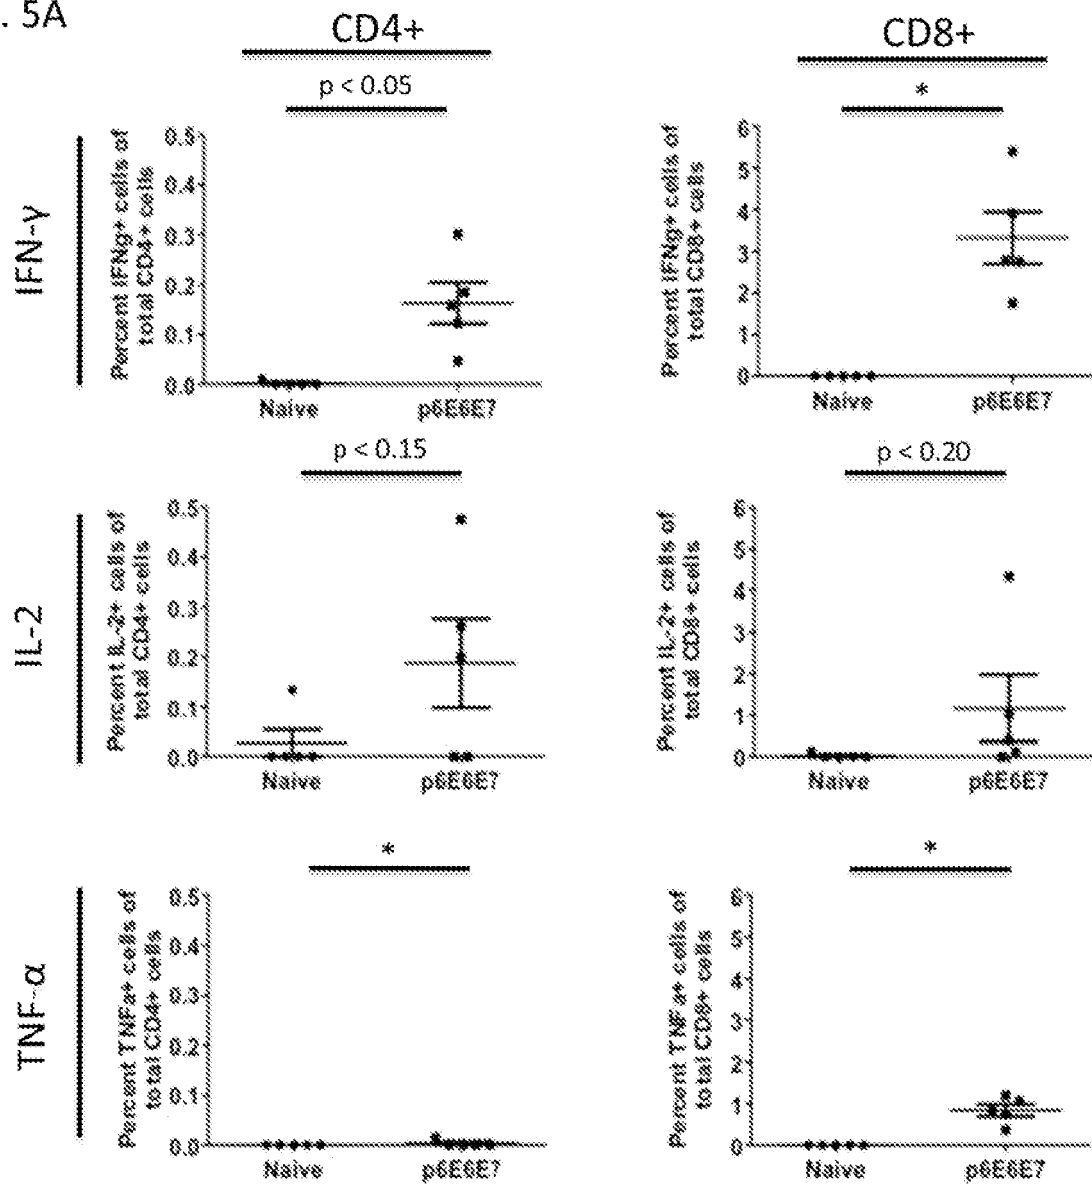 . 5A
CD4+
CD8+
p < 0.05
*
IFN-γ
Percent IFNg+ cells of
total CD4+ cells
0.5
0.4
0.3
0.2
0.1
0.0
Naive
p6E6E7
Percent IFNg+ cells of
total CD8+ cells
6
5
4
3
2
1
0
Naive
p6E6E7
p < 0.15
p < 0.20
IL-2
Percent IL-2+ cells of
total CD4+ cells
0.5
0.4
0.3
0.2
0.1
0.0
Naive
p6E6E7
Percent IL-2+ cells of
total CD8+ cells
6
5
4
3
2
1
0
Naive
p6E6E7
*
*
TNF-α
Percent TNFa+ cells of
total CD4+ cells
0.5
0.4
0.3
0.2
0.1
0.0
Naive
p6E6E7
Percent TNFa+ cells of
total CD8+ cells
6
5
4
3
2
1
0
Naive
p6E6E7